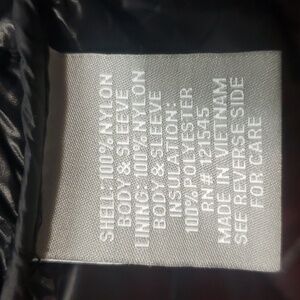 SHELL: 100% NYLON
BODY & SLEEVE
LINING: 100% NYLON
BODY & SLEEVE
INSULATION:
100% POLYESTER
RN# 121545
MADE IN VIETNAM
SEE REVERSE SIDE
FOR CARE